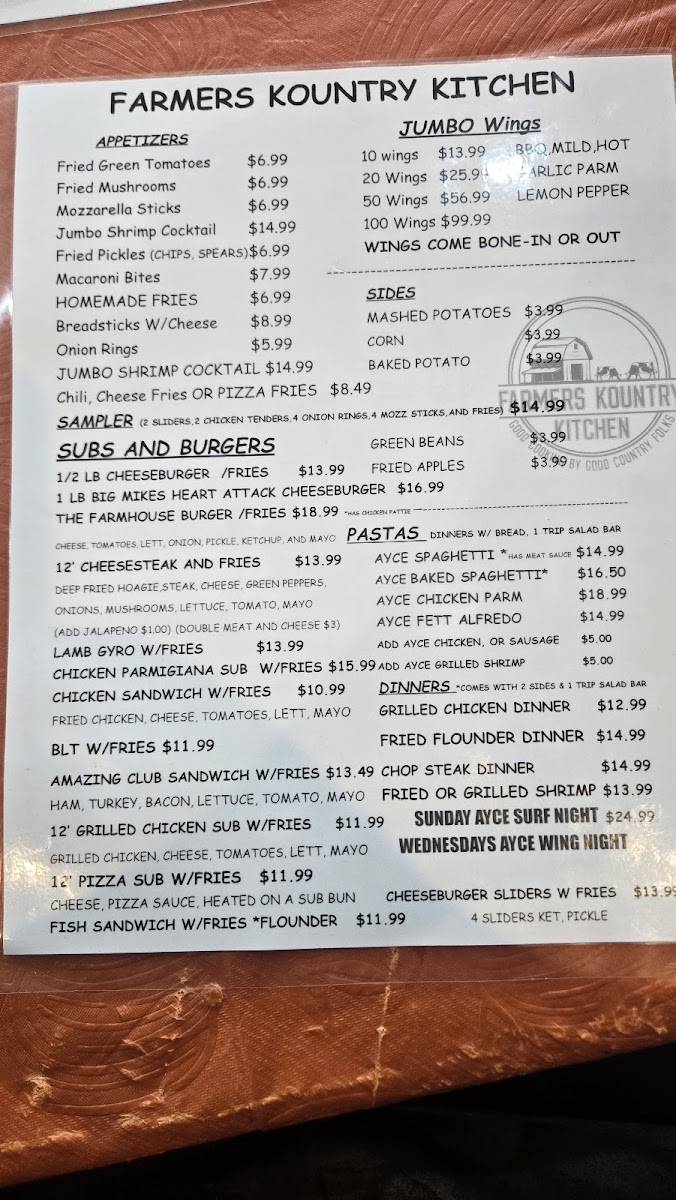 FARMERS KOUNTRY KITCHEN
APPETIZERS
Fried Green Tomatoes $6.99
Fried Mushrooms $6.99
Mozzarella Sticks $6.99
Jumbo Shrimp Cocktail $14.99
Fried Pickles (CHIPS, SPEARS)$6.99
Macaroni Bites $7.99
HOMEMADE FRIES $6.99
Breadsticks W/Cheese $8.99
Onion Rings $5.99
JUMBO SHRIMP COCKTAIL $14.99
Chili, Cheese Fries OR PIZZA FRIES $8.49
SAMPLER (2 SLIDERS,2 CHICKEN TENDERS,4 ONION RINGS,4 MOZZ STICKS,AND FRIES) $14.99
JUMBO Wings
10 wings $13.99 BBQ,MILD,HOT
20 Wings $25.99 GARLIC PARM
50 Wings $56.99 LEMON PEPPER
100 Wings $99.99
WINGS COME BONE-IN OR OUT
SIDES
MASHED POTATOES $3.99
CORN $3.99
BAKED POTATO $3.99
GREEN BEANS $3.99
FRIED APPLES $3.99
FARMERS KOUNTRY
KITCHEN
GOOD COOKING BY GOOD COUNTRY FOLKS
SUBS AND BURGERS
1/2 LB CHEESEBURGER /FRIES $13.99
1 LB BIG MIKES HEART ATTACK CHEESEBURGER $16.99
THE FARMHOUSE BURGER /FRIES $18.99 *HAS CHICKEN PATTIE
CHEESE, TOMATOES, LETT, ONION, PICKLE, KETCHUP, AND MAYO
12' CHEESESTEAK AND FRIES $13.99
DEEP FRIED HOAGIE,STEAK, CHEESE, GREEN PEPPERS,
ONIONS, MUSHROOMS, LETTUCE, TOMATO, MAYO
(ADD JALAPENO $1.00) (DOUBLE MEAT AND CHEESE $3)
LAMB GYRO W/FRIES $13.99
CHICKEN PARMIGIANA SUB W/FRIES $15.99
CHICKEN SANDWICH W/FRIES $10.99
FRIED CHICKEN, CHEESE, TOMATOES, LETT, MAYO
BLT W/FRIES $11.99
AMAZING CLUB SANDWICH W/FRIES $13.49
HAM, TURKEY, BACON, LETTUCE, TOMATO, MAYO
12' GRILLED CHICKEN SUB W/FRIES $11.99
GRILLED CHICKEN, CHEESE, TOMATOES, LETT, MAYO
12' PIZZA SUB W/FRIES $11.99
CHEESE, PIZZA SAUCE, HEATED ON A SUB BUN
FISH SANDWICH W/FRIES *FLOUNDER $11.99
PASTAS DINNERS W/ BREAD, 1 TRIP SALAD BAR
AYCE SPAGHETTI *HAS MEAT SAUCE $14.99
AYCE BAKED SPAGHETTI* $16.50
AYCE CHICKEN PARM $18.99
AYCE FETT ALFREDO $14.99
ADD AYCE CHICKEN, OR SAUSAGE $5.00
ADD AYCE GRILLED SHRIMP $5.00
DINNERS *COMES WITH 2 SIDES & 1 TRIP SALAD BAR
GRILLED CHICKEN DINNER $12.99
FRIED FLOUNDER DINNER $14.99
CHOP STEAK DINNER $14.99
FRIED OR GRILLED SHRIMP $13.99
SUNDAY AYCE SURF NIGHT $24.99
WEDNESDAYS AYCE WING NIGHT
CHEESEBURGER SLIDERS W FRIES $13.99
4 SLIDERS KET, PICKLE